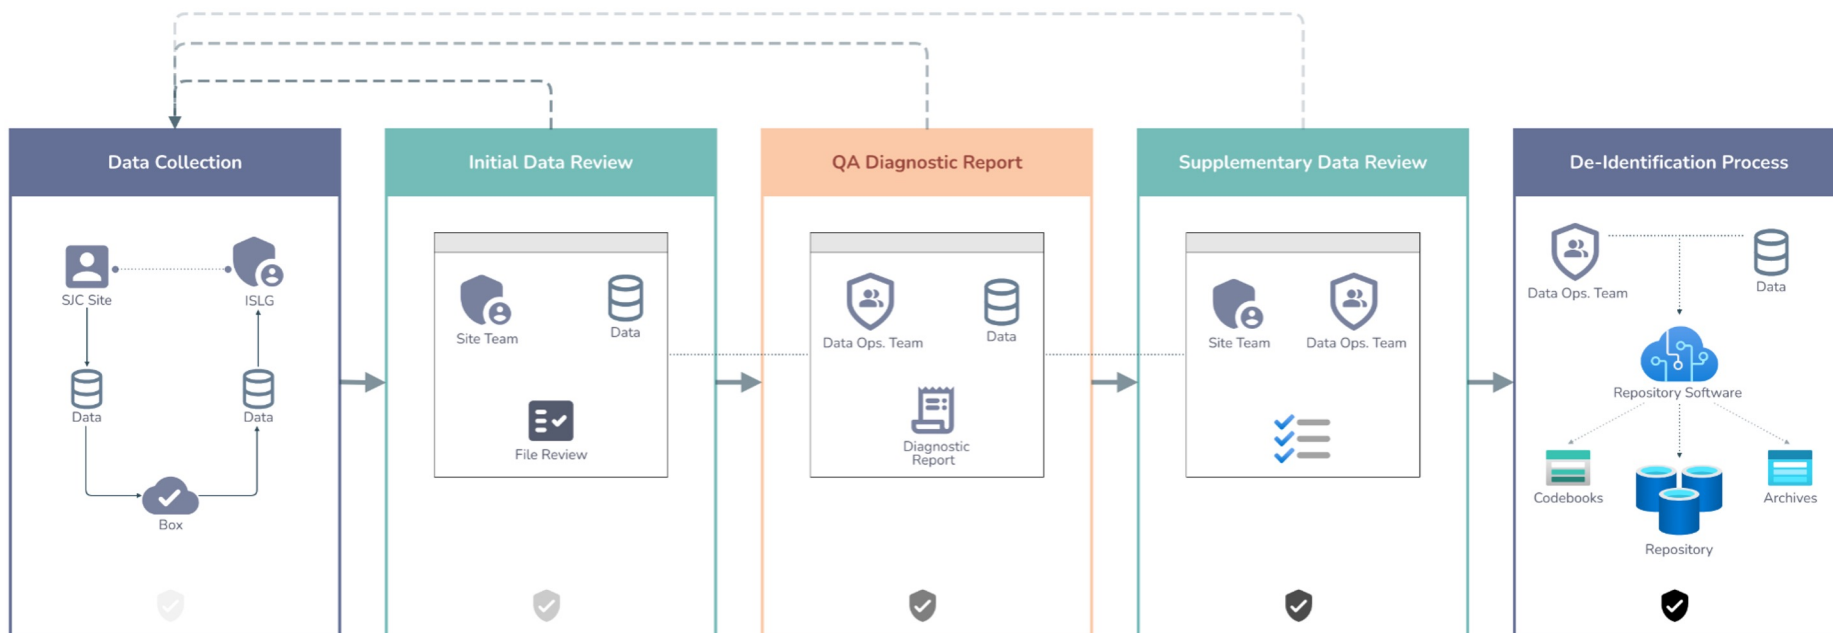 Data Collection
SJC Site
ISLG
Data
Data
Box
Initial Data Review
Site Team
Data
File Review
QA Diagnostic Report
Data Ops. Team
Data
Diagnostic
Report
Supplementary Data Review
Site Team
Data Ops. Team
De-Identification Process
Data Ops. Team
Data
Repository Software
Codebooks
Archives
Repository